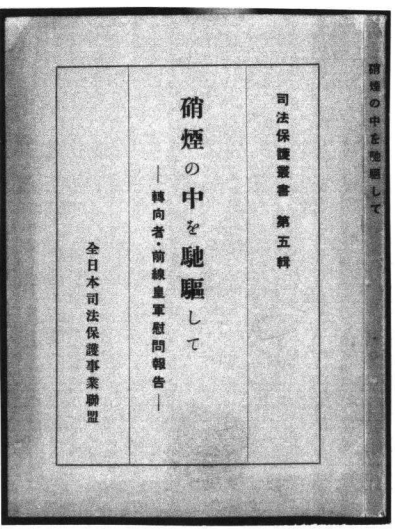 司法保護叢書 第五輯
硝煙の中を馳驅して
―轉向者・前線皇軍慰問報告―
全日本司法保護事業聯盟
硝煙の中を馳驅して